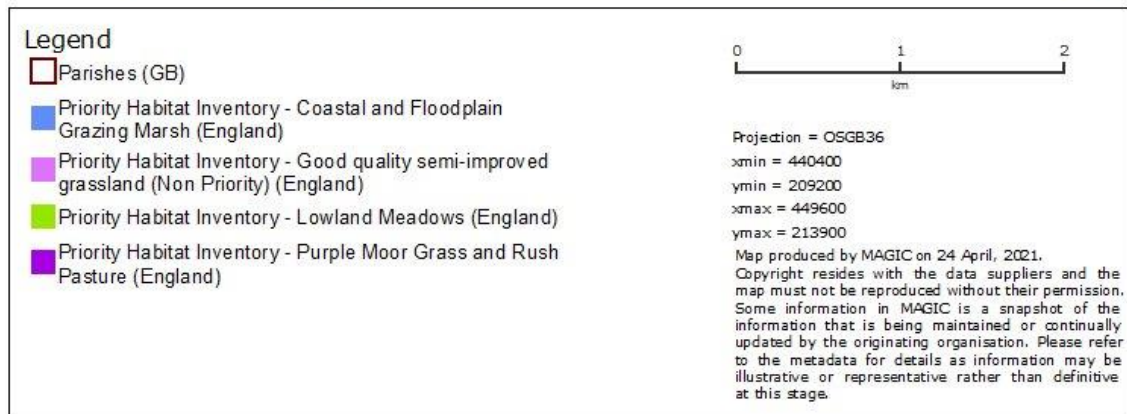 Legend
Parishes (GB)
Priority Habitat Inventory - Coastal and Floodplain
Grazing Marsh (England)
Priority Habitat Inventory - Good quality semi-improved
grassland (Non Priority) (England)
Priority Habitat Inventory - Lowland Meadows (England)
Priority Habitat Inventory - Purple Moor Grass and Rush
Pasture (England)
0 1 2
km
Projection = OSGB36
xmin = 440400
ymin = 209200
xmax = 449600
ymax = 213900
Map produced by MAGIC on 24 April, 2021.
Copyright resides with the data suppliers and the
map must not be reproduced without their permission.
Some information in MAGIC is a snapshot of the
information that is being maintained or continually
updated by the originating organisation. Please refer
to the metadata for details as information may be
illustrative or representative rather than definitive
at this stage.